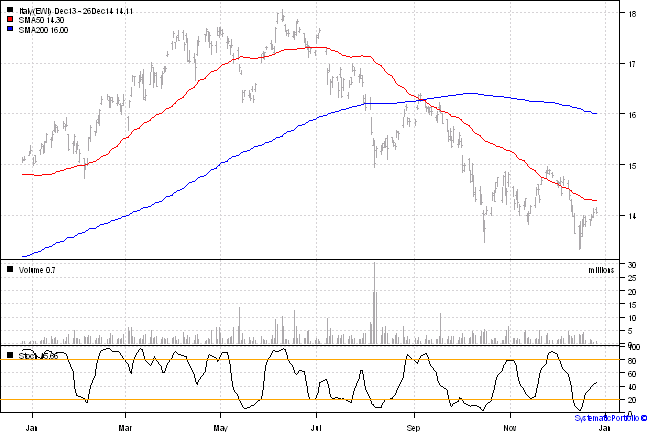 Italy(EWI) Dec13 - 26Dec14 14.11
SMA50 14.30
SMA200 16.00
18
17
16
15
14
Volume 0.7
millions
30
25
20
15
10
5
0
100
80
60
40
20
0
Jan
Mar
May
Jul
Sep
Nov
Jan
SystematicPortfolio ©